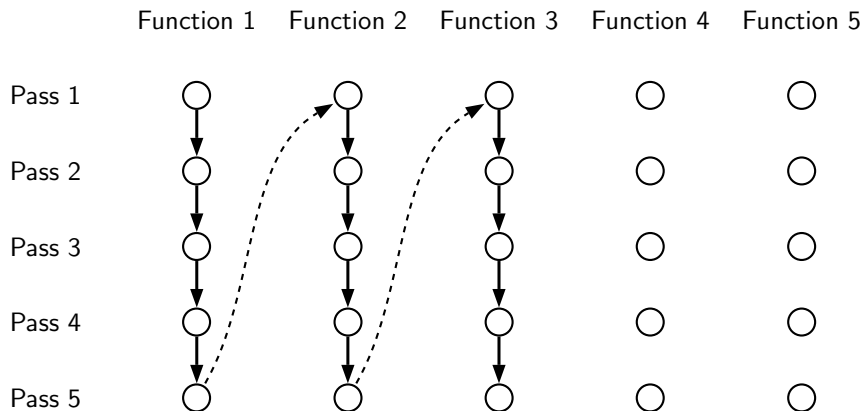 Function 1 Function 2 Function 3 Function 4 Function 5
Pass 1
Pass 2
Pass 3
Pass 4
Pass 5